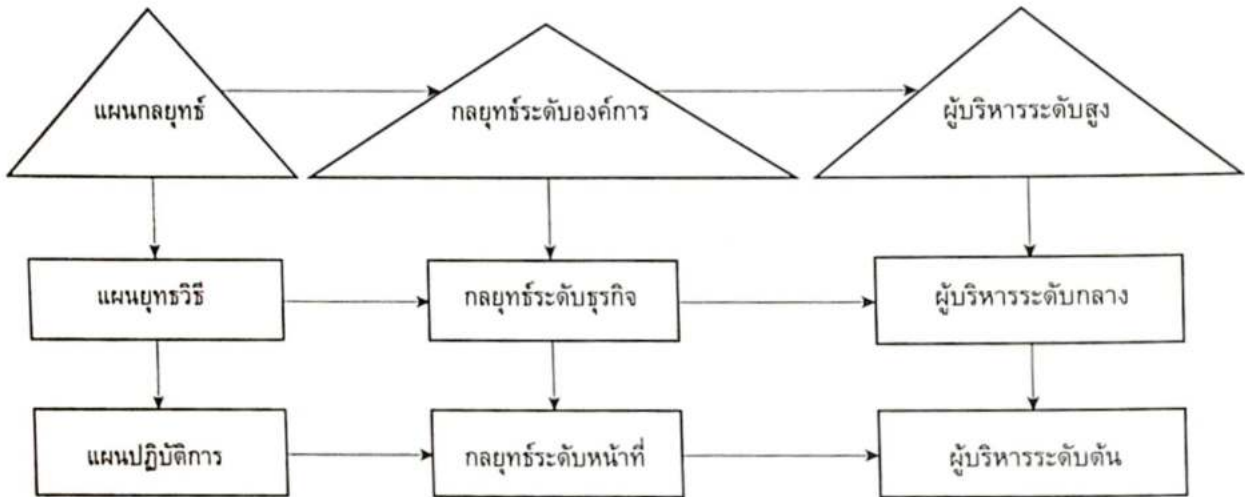 แผนกลยุทธ์
กลยุทธ์ระดับองค์การ
ผู้บริหารระดับสูง
แผนยุทธวิธี
กลยุทธ์ระดับธุรกิจ
ผู้บริหารระดับกลาง
แผนปฏิบัติการ
กลยุทธ์ระดับหน้าที่
ผู้บริหารระดับต้น